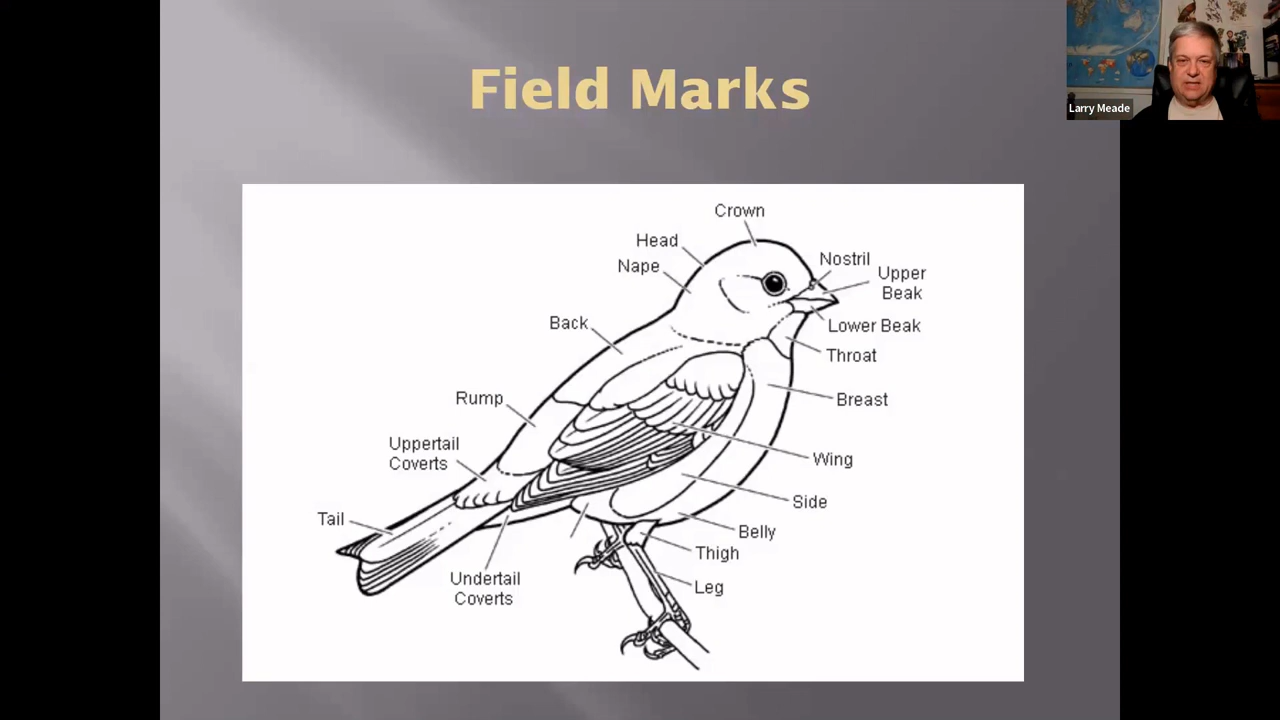 Field Marks
Larry Meade
Crown
Head
Nostril
Nape
Upper
Beak
Back
Lower Beak
Throat
Rump
Breast
Uppertail
Coverts
Wing
Side
Tail
Belly
Thigh
Undertail
Coverts
Leg